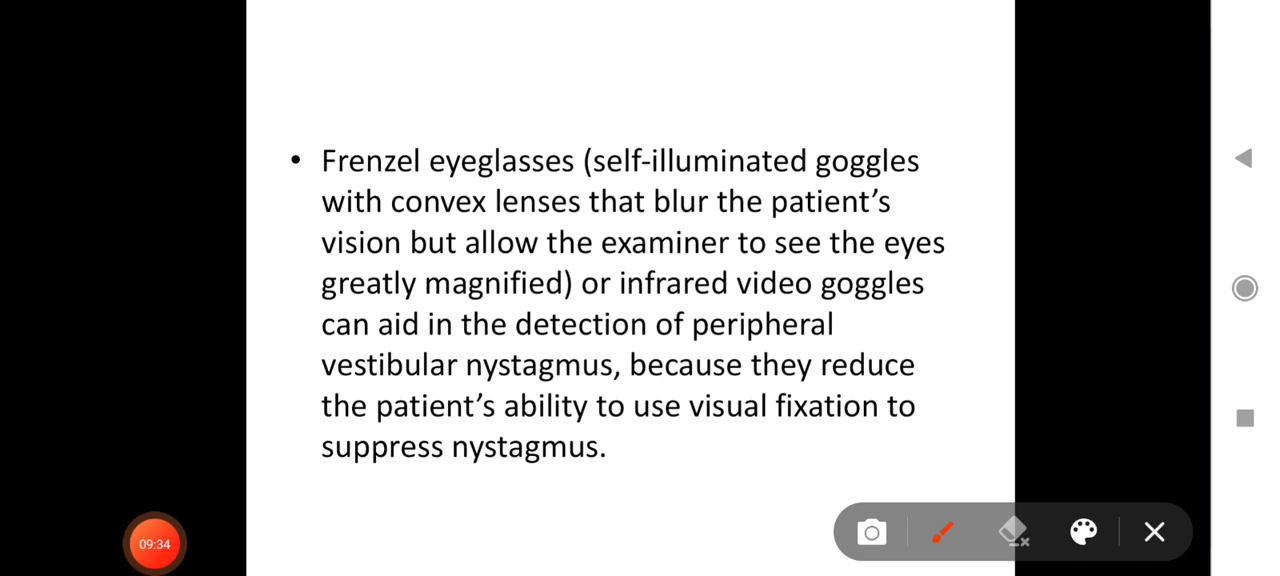 • Frenzel eyeglasses (self-illuminated goggles
with convex lenses that blur the patient’s
vision but allow the examiner to see the eyes
greatly magnified) or infrared video goggles
can aid in the detection of peripheral
vestibular nystagmus, because they reduce
the patient’s ability to use visual fixation to
suppress nystagmus.
09:34